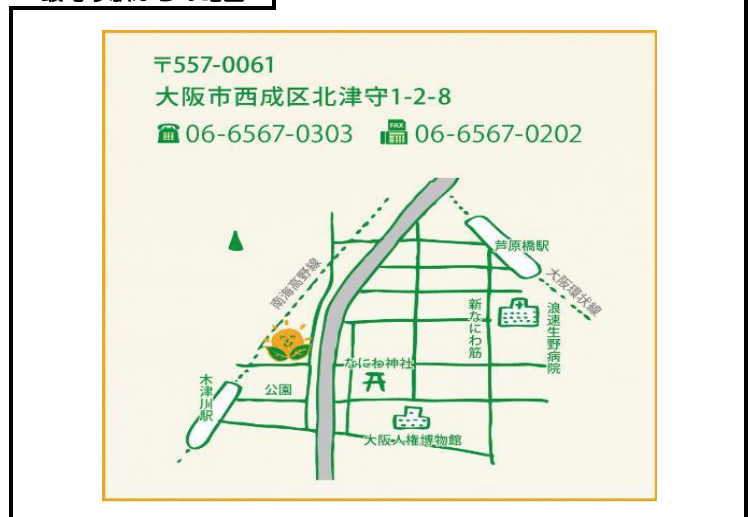 〒557-0061
大阪市西成区北津守1-2-8
06-6567-0303 FAX 06-6567-0202
芦原橋駅
南海高野線
大阪環状線
新なにわ筋
浪速生野病院
なにわ神社
木津川駅
公園
大阪人権博物館